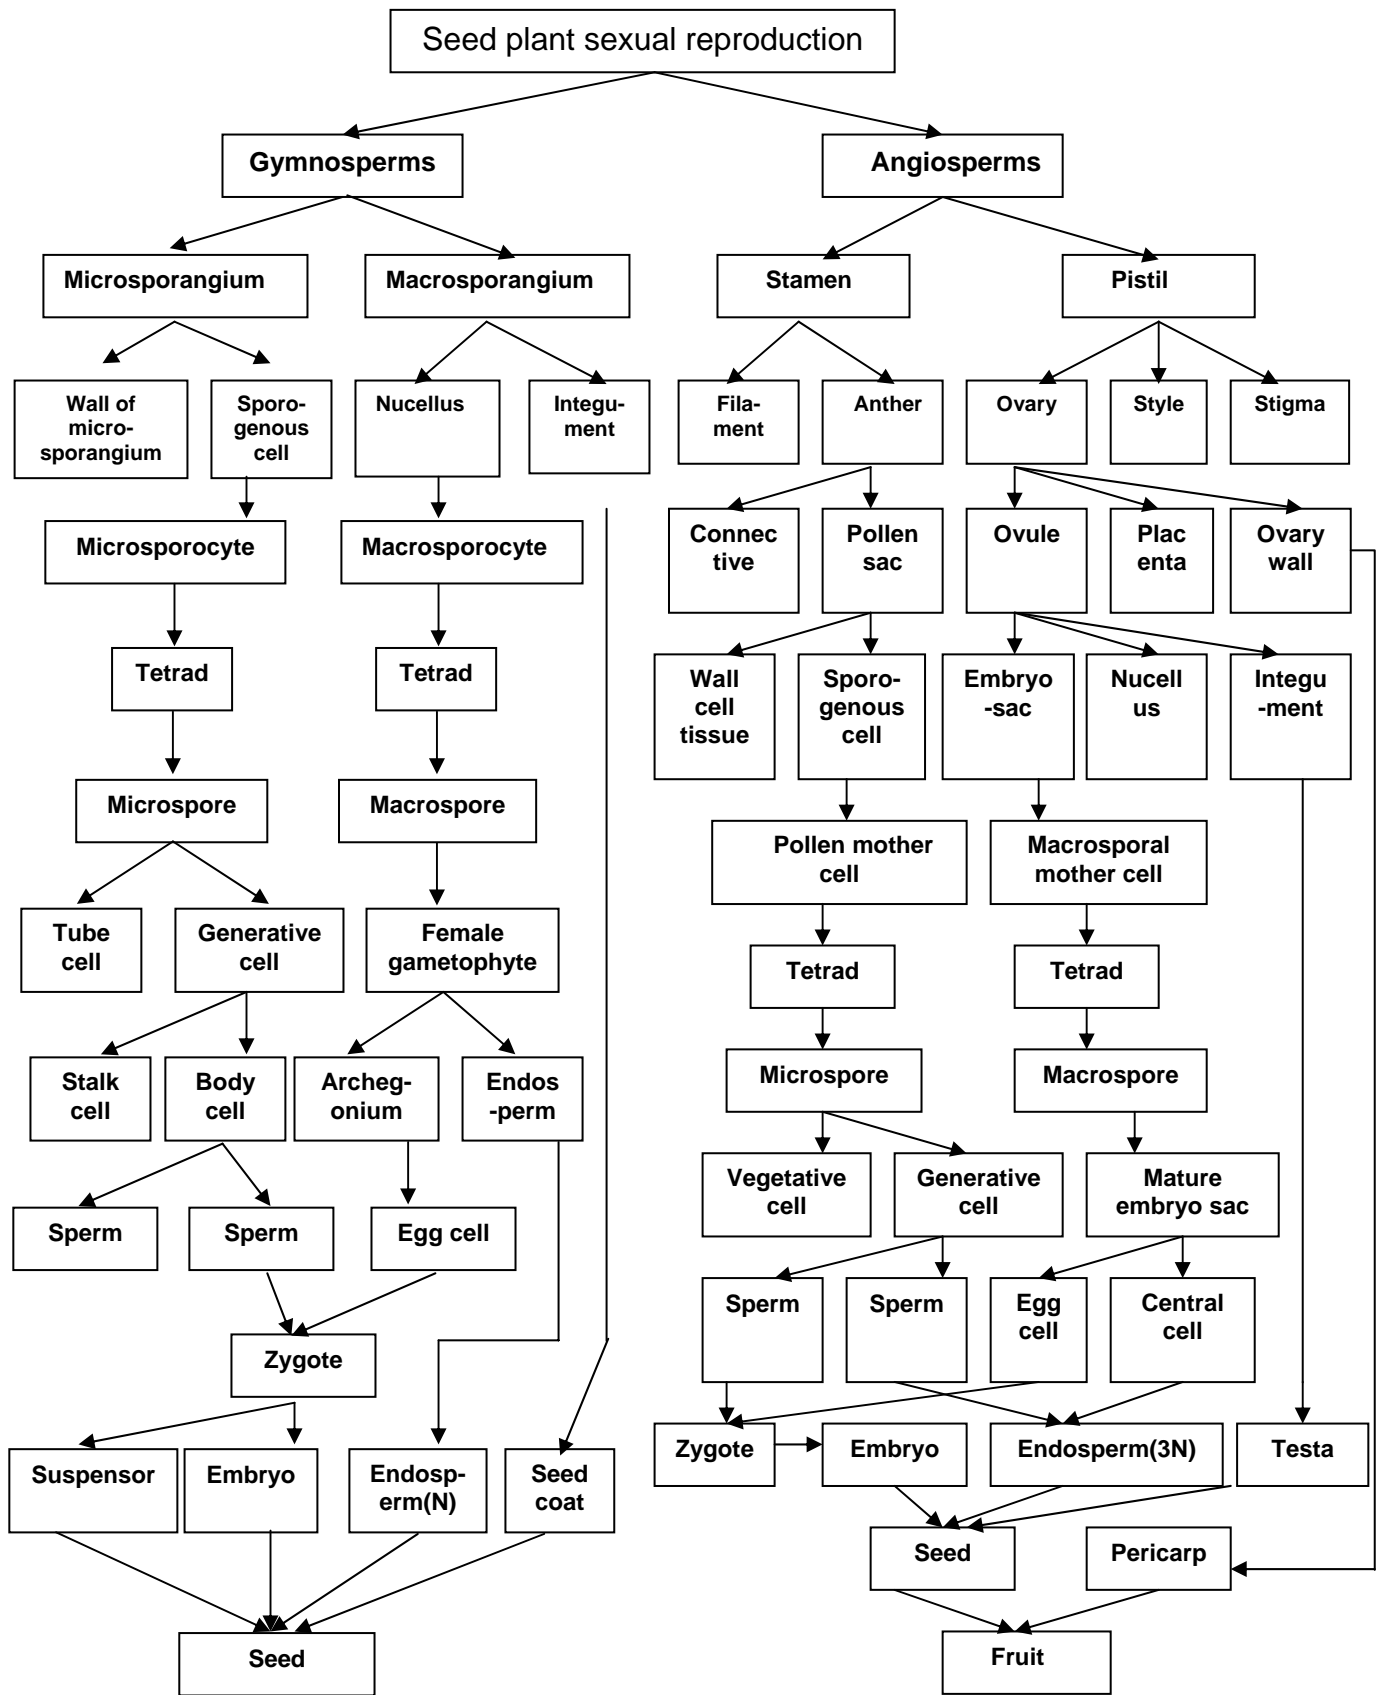 Seed plant sexual reproduction
Gymnosperms
Angiosperms
Microsporangium
Macrosporangium
Stamen
Pistil
Wall of
micro-
sporangium
Sporo-
genous
cell
Nucellus
Integu-
ment
Fila-
ment
Anther
Ovary
Style
Stigma
Microsporocyte
Macrosporocyte
Connec
tive
Pollen
sac
Ovule
Plac
enta
Ovary
wall
Tetrad
Tetrad
Wall
cell
tissue
Sporo-
genous
cell
Embryo
-sac
Nucell
us
Integu
-ment
Microspore
Macrospore
Pollen mother
cell
Macrosporal
mother cell
Tube
cell
Generative
cell
Female
gametophyte
Tetrad
Tetrad
Stalk
cell
Body
cell
Archeg-
onium
Endos
-perm
Microspore
Macrospore
Vegetative
cell
Generative
cell
Mature
embryo sac
Sperm
Sperm
Egg cell
Sperm
Sperm
Egg
cell
Central
cell
Zygote
Zygote
Embryo
Endosperm(3N)
Testa
Suspensor
Embryo
Endosp-
erm(N)
Seed
coat
Seed
Pericarp
Seed
Fruit